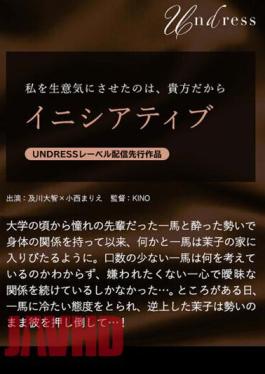 Undress
私を生意気にさせたのは、貴方だから
イニシアティブ
UNDRESSレーベル配信先行作品
出演：及川大智×小西まりえ　監督：KINO
大学の頃から憧れの先輩だった一馬と酔った勢いで
身体の関係を持って以来、何かと一馬は茉子の家に
入りびたるように。口数の少ない一馬は何を考えて
いるのかわからず、嫌われたくない一心で曖昧な
関係を続けているしかなかった…。ところがある日、
一馬に冷たい態度をとられ、逆上した茉子は勢いの
まま彼を押し倒して…！